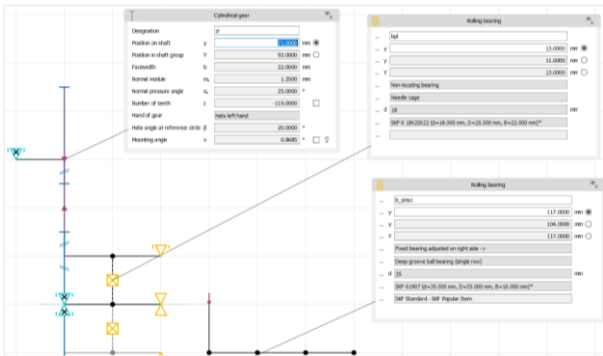 Cylindrical gear
Designation
Position on shaft y 71.0000 mm
Position in shaft group Y 92.0000 mm
Facewidth b 22.0000 mm
Normal module mn 1.2500 mm
Normal pressure angle αn 25.0000 °
Number of teeth z -119.0000
Hand of gear helix left hand
Helix angle at reference circle β 20.0000 °
Mounting angle ν 0.8685 °
Rolling bearing
... bpl
... y 13.0000 mm
... y 11.0000 mm
... Y 13.0000 mm
... Non-locating bearing
... Needle cage
... d 18 mm
... SKF K 18X25X22 (d=18.000 mm, D=25.000 mm, B=22.000 mm)*
...
Rolling bearing
... b_smsc
... y 117.0000 mm
... y 104.0000 mm
... Y 117.0000 mm
... Fixed bearing adjusted on right side ->
... Deep groove ball bearing (single row)
... d 35 mm
... SKF 61907 (d=35.000 mm, D=55.000 mm, B=10.000 mm)*
... SKF Standard - SKF Popular Item